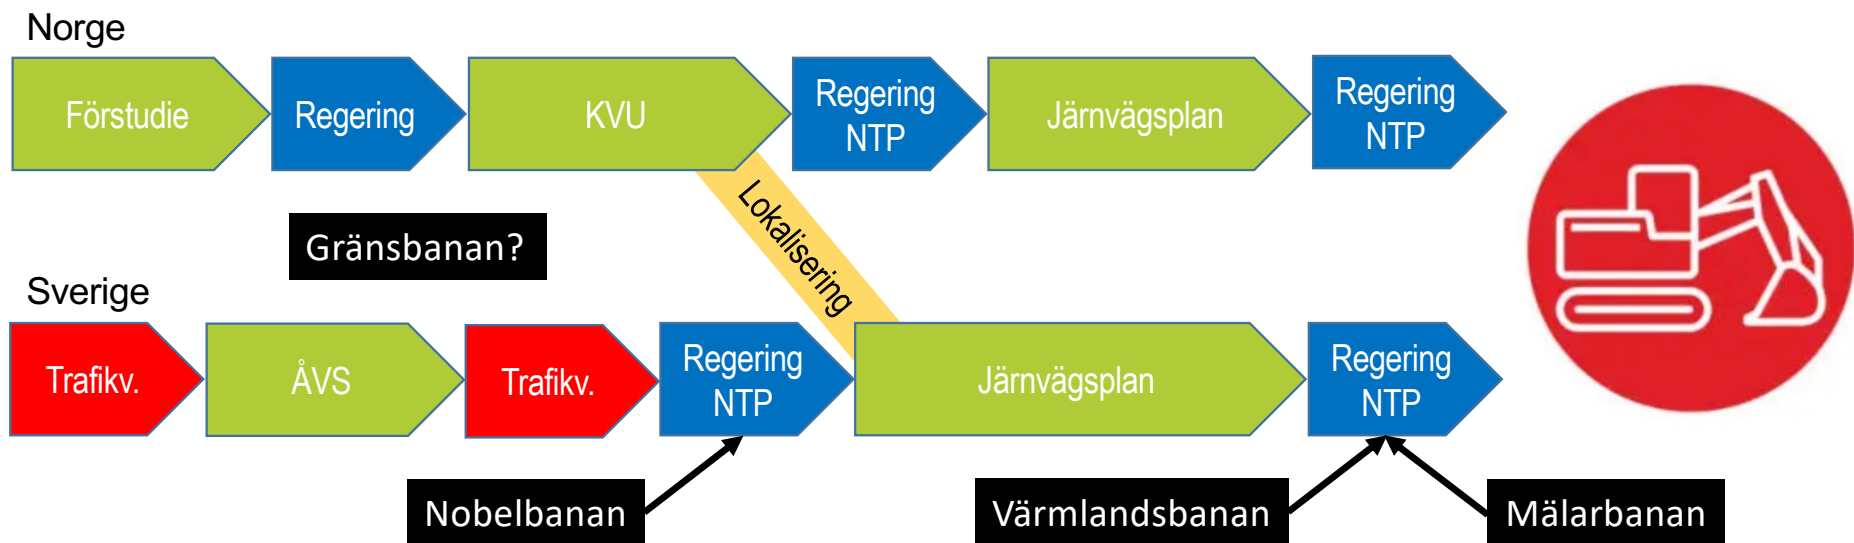 Norge
Förstudie
Regering
KVU
Regering
NTP
Järnvägsplan
Regering
NTP
Lokalisering
Gränsbanan?
Sverige
Trafikv.
ÅVS
Trafikv.
Regering
NTP
Järnvägsplan
Regering
NTP
Nobelbanan
Värmlandsbanan
Mälarbanan